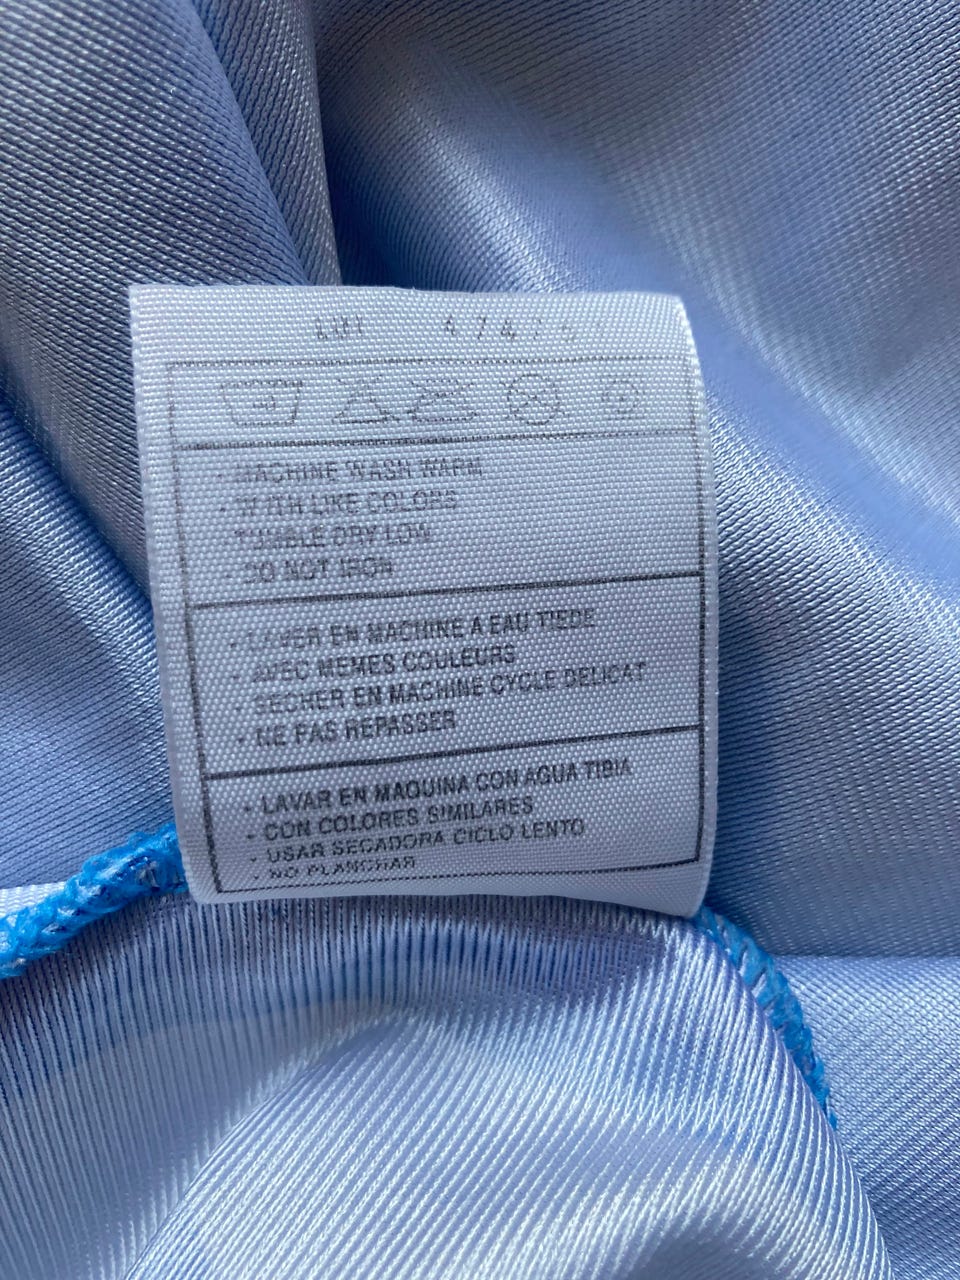 - MACHINE WASH WARM
- WITH LIKE COLORS
TUMBLE DRY LOW
- DO NOT IRON
- LAVER EN MACHINE A EAU TIEDE
- AVEC MEMES COULEURS
- SECHER EN MACHINE CYCLE DELICAT
- NE PAS REPASSER
- LAVAR EN MAQUINA CON AGUA TIBIA
- CON COLORES SIMILARES
- USAR SECADORA CICLO LENTO
- NO PLANCHAR